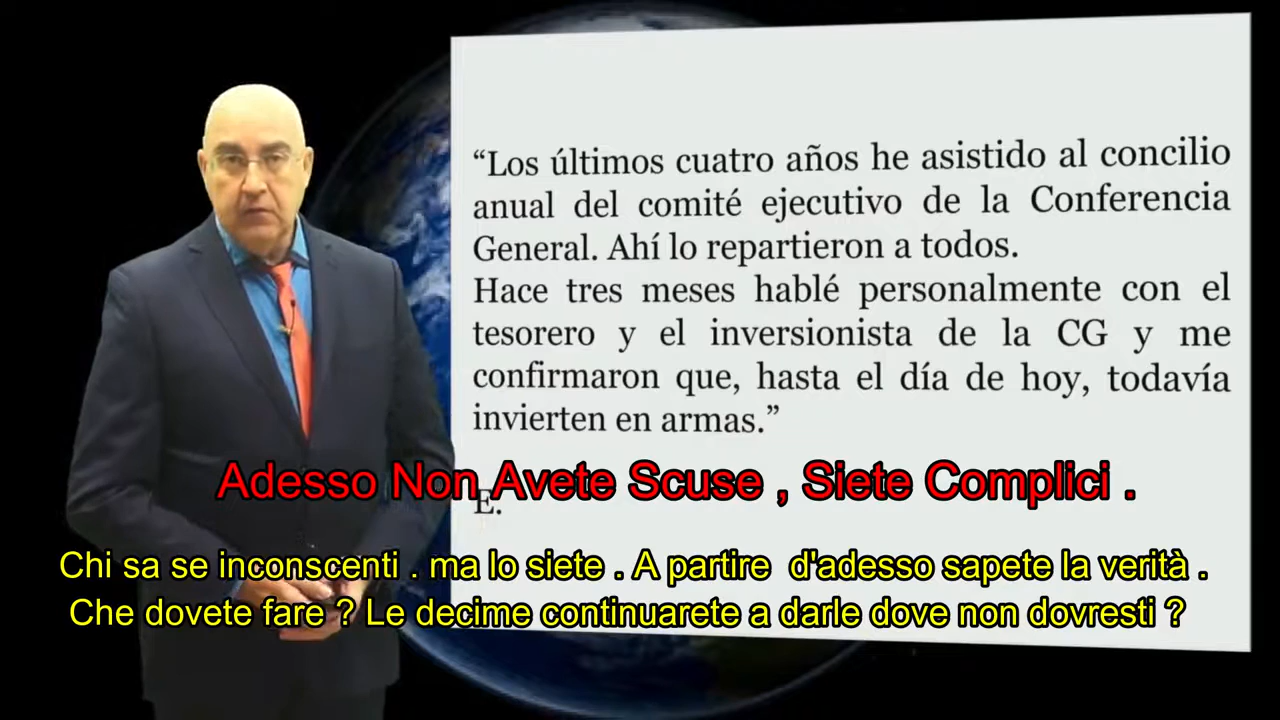 “Los últimos cuatro años he asistido al concilio
anual del comité ejecutivo de la Conferencia
General. Ahí lo repartieron a todos.
Hace tres meses hablé personalmente con el
tesorero y el inversionista de la CG y me
confirmaron que, hasta el día de hoy, todavía
invierten en armas.”
Adesso Non Avete Scuse , Siete Complici .
E.
Chi sa se inconscenti . ma lo siete . A partire  d'adesso sapete la verità .
Che dovete fare ? Le decime continuarete a darle dove non dovresti ?